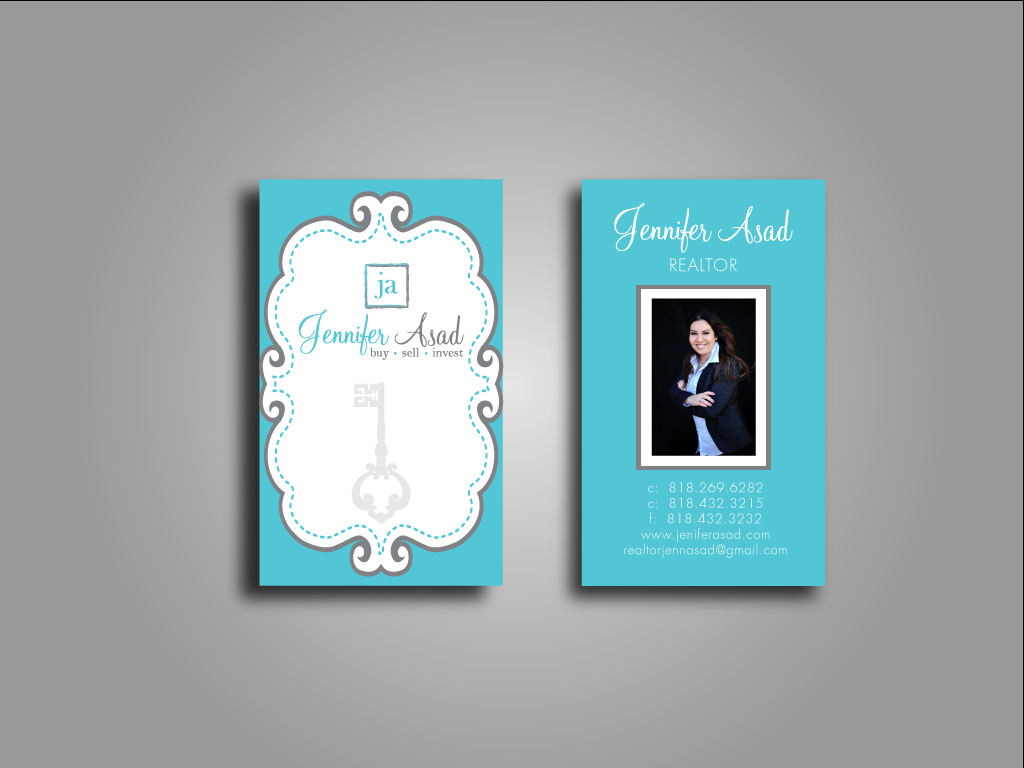 ja
Jennifer Asad
buy • sell • invest
Jennifer Asad
REALTOR
c: 818.269.6282
c: 818.432.3215
f: 818.432.3232
www.jeniferasad.com
realtorjennasad@gmail.com